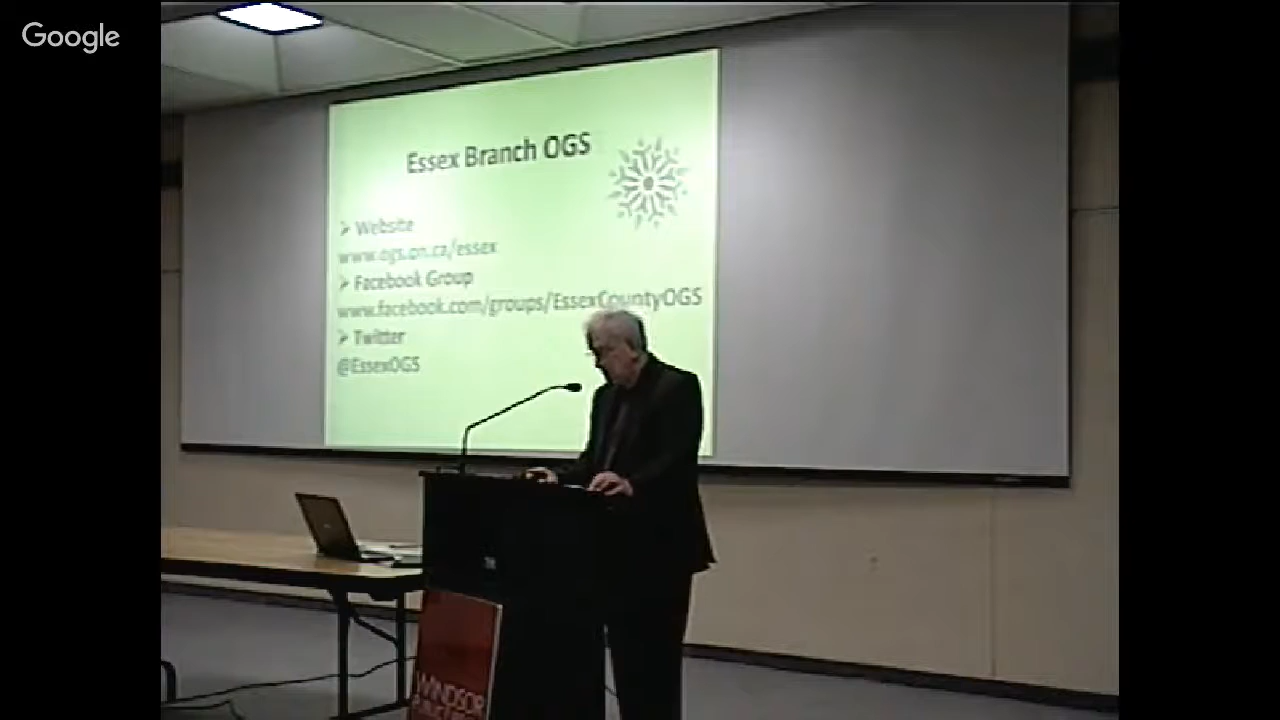 Google
Essex Branch OGS
➢ Website
www.ogs.on.ca/essex
➢ Facebook Group
www.facebook.com/groups/EssexCountyOGS
➢ Twitter
@EssexOGS
WINDSOR